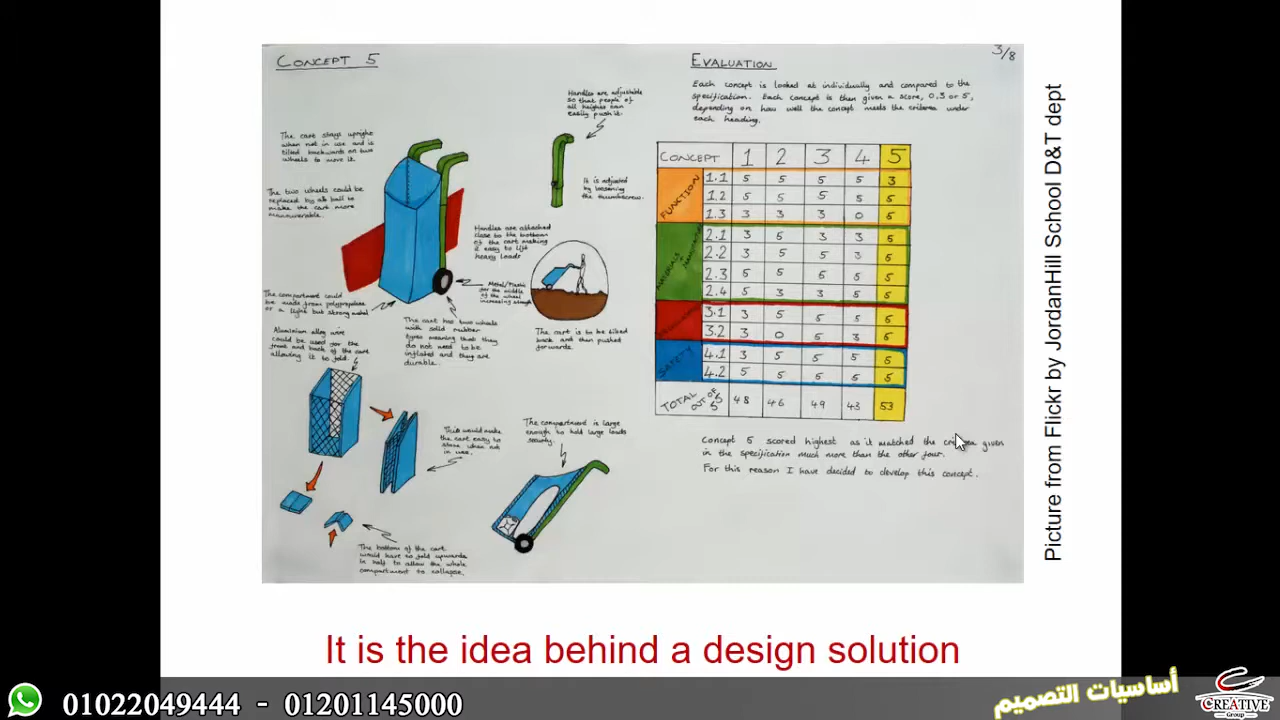 CONCEPT 5
3/8
EVALUATION
Each concept is looked at individually and compared to the
specification. Each concept is then given a score, 0, 3 or 5,
depending on how well the concept meets the criteria under
each heading.
Handles are adjustable
so that people of
all heights can
easily push it.
The cart stays upright
when not in use and is
tilted backwards on two
wheels to move it.
It is adjusted
by loosening
the thumbscrew.
The two wheels could be
replaced by a ball to
make the cart more
manoeuvrable.
Handles are attached
close to the bottom
of the cart making
it easy to lift
heavy loads
Metal/Plastic
for the middle
of the wheel
increasing strength
The compartment could
be made from polypropylene
or a light but strong metal
The cart has two wheels
with solid rubber
tyres meaning that they
do not need to be
inflated and they are
durable.
The cart is to be tilted
back and then pushed
forwards.
Aluminium alloy wire
could be used for the
front and back of the cart
allowing it to fold.
This would make
the cart easy to
store when not
in use.
The compartment is large
enough to hold large loads
securely.
The bottom of the cart
would have to fold upwards
in half to allow the whole
compartment to collapse.
CONCEPT 1 2 3 4 5
FUNCTION
1.1 5 5 5 5 3
1.2 5 5 5 5 5
1.3 3 3 3 0 5
2.1 3 5 3 3 5
2.2 3 5 5 3 5
2.3 5 5 5 5 5
2.4 5 3 3 5 5
3.1 3 5 5 5 5
3.2 3 0 5 3 5
SAFETY
4.1 3 5 5 5 5
4.2 5 5 5 5 5
TOTAL OUT OF 55 48 46 49 43 53
Concept 5 scored highest as it matched the given
in the specification much more than the other four.
For this reason I have decided to develop this concept.
Picture from Flickr by JordanHill School D&T dept
It is the idea behind a design solution
01022049444 - 01201145000
أساسيات التصميم
CREATIVE
Group